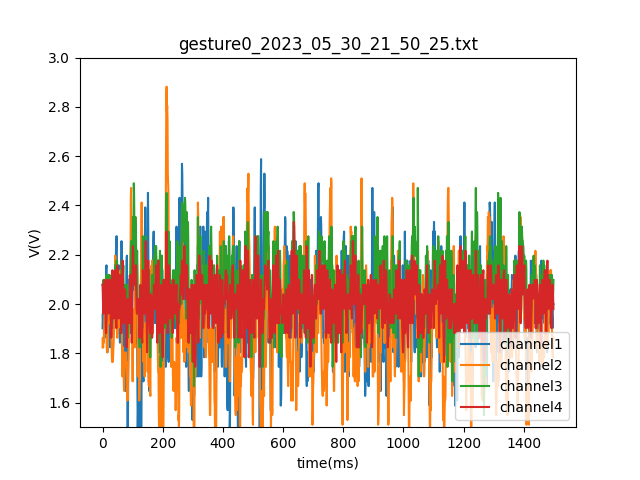 gesture0_2023_05_30_21_50_25.txt
3.0
2.8
2.6
2.4
2.2
2.0
1.8
1.6
V(V)
channel1
channel2
channel3
channel4
0 200 400 600 800 1000 1200 1400
time(ms)